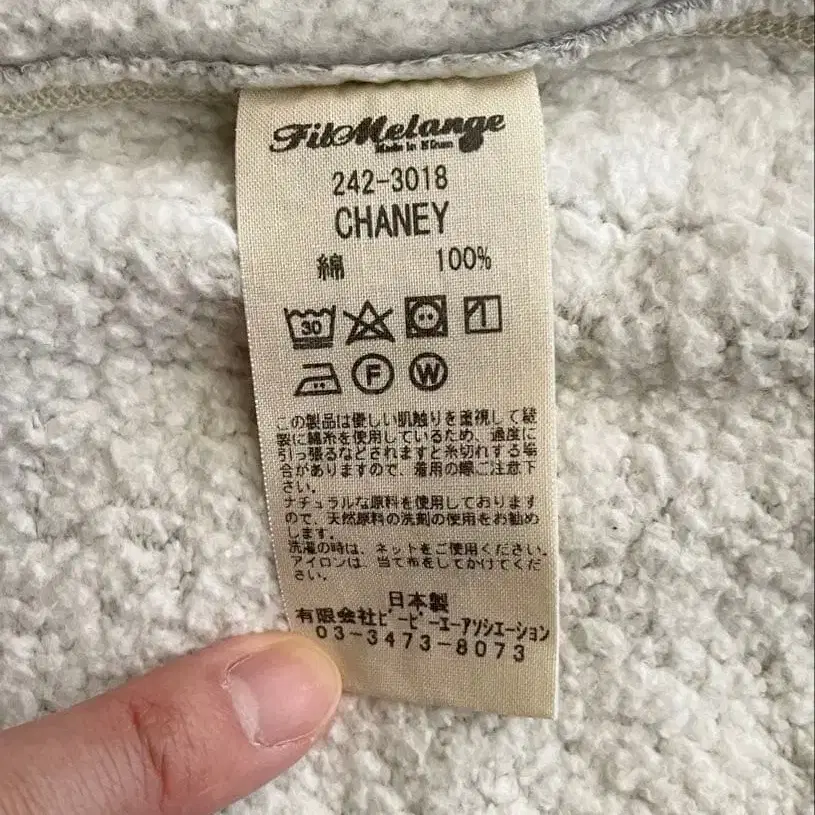 FilMelange
242-3018
CHANEY
綿 100%
30
F W
この製品は優しい肌触りを重視して縫
製に綿糸を使用しているため、過度に
引っ張るなどされますと糸切れする場
合がありますので、着用の際ご注意下
さい。
ナチュラルな原料を使用しております
ので、天然原料の洗剤の使用をお勧め
します。
洗濯の時は、ネットをご使用ください。
アイロンは、当て布をしてかけてくだ
さい。
日本製
有限会社ビーピーエーアソシエーション
03-3473-8073